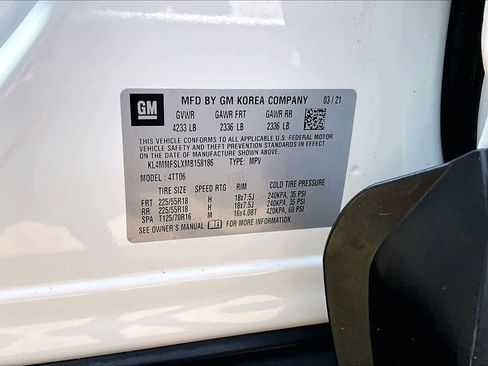 GM
MFD BY GM KOREA COMPANY 03/21
GVWR GAWR FRT GAWR RR
4233 LB 2336 LB 2336 LB
THIS VEHICLE CONFORMS TO ALL APPLICABLE U.S. FEDERAL MOTOR
VEHICLE SAFETY AND THEFT PREVENTION STANDARDS IN EFFECT
ON THE DATE OF MANUFACTURE SHOWN ABOVE.
KL4MMFSLXMB158186 TYPE: MPV
MODEL: 4TT06
TIRE SIZE SPEED RTG RIM COLD TIRE PRESSURE
FRT 225/55R18 H 18x7.5J 240KPA, 35 PSI
RR 225/55R18 H 18x7.5J 240KPA, 35 PSI
SPA T125/70R16 M 16x4.0BT 420KPA, 60 PSI
SEE OWNER'S MANUAL i FOR MORE INFORMATION.